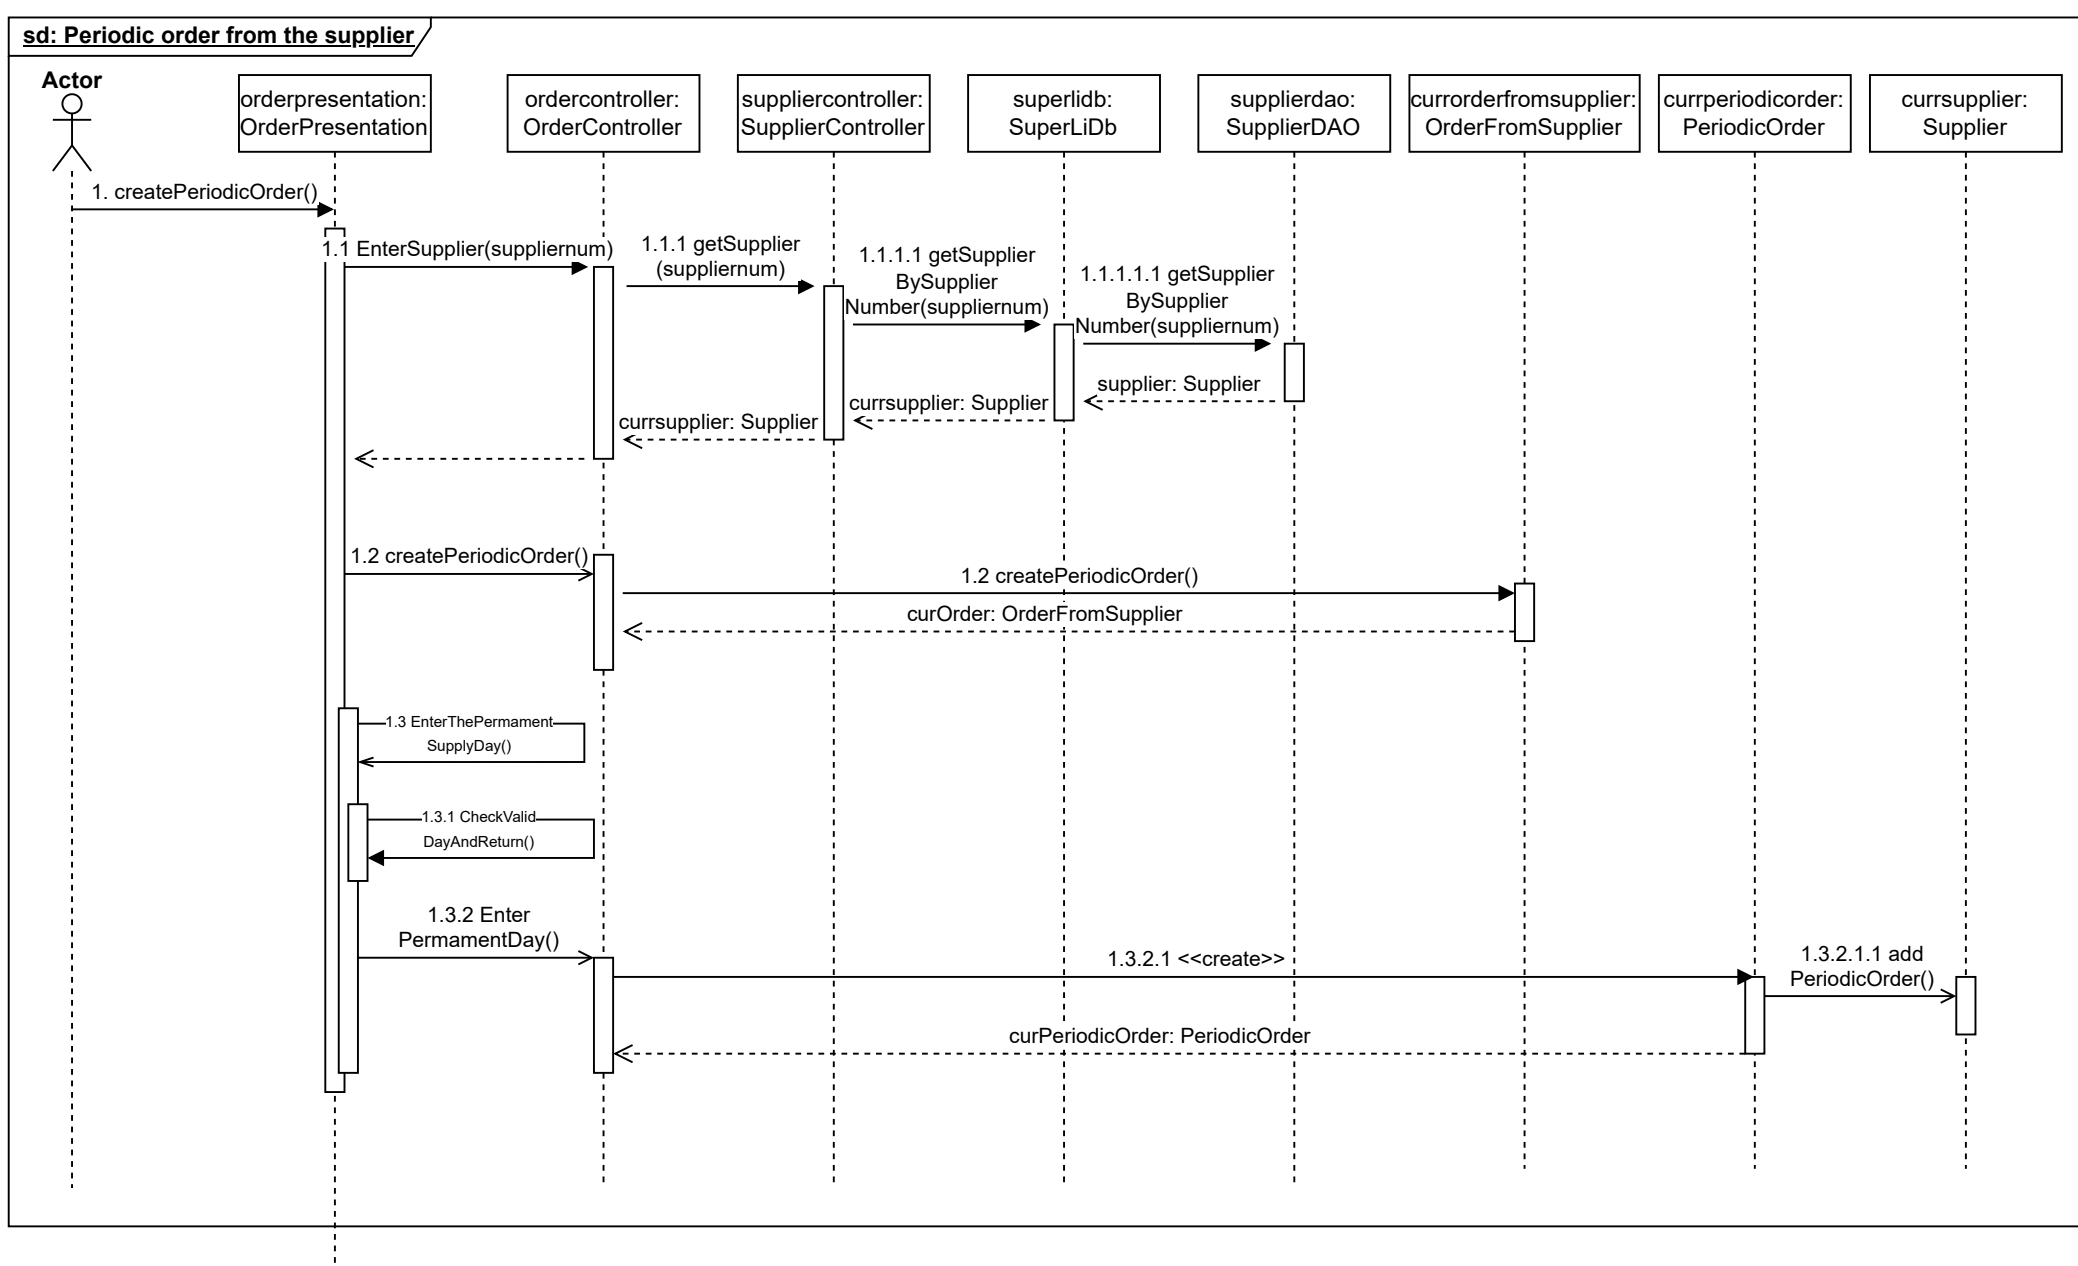 sd: Periodic order from the supplier
Actor
orderpresentation:
OrderPresentation
ordercontroller:
OrderController
suppliercontroller:
SupplierController
superlidb:
SuperLiDb
supplierdao:
SupplierDAO
currorderfromsupplier:
OrderFromSupplier
currperiodicorder:
PeriodicOrder
currsupplier:
Supplier
1. createPeriodicOrder()
1.1 EnterSupplier(suppliernum)
1.1.1 getSupplier
(suppliernum)
1.1.1.1 getSupplier
BySupplier
Number(suppliernum)
1.1.1.1.1 getSupplier
BySupplier
Number(suppliernum)
supplier: Supplier
currsupplier: Supplier
currsupplier: Supplier
1.2 createPeriodicOrder()
1.2 createPeriodicOrder()
curOrder: OrderFromSupplier
1.3 EnterThePermament
SupplyDay()
1.3.1 CheckValid
DayAndReturn()
1.3.2 Enter
PermamentDay()
1.3.2.1 <<create>>
1.3.2.1.1 add
PeriodicOrder()
curPeriodicOrder: PeriodicOrder